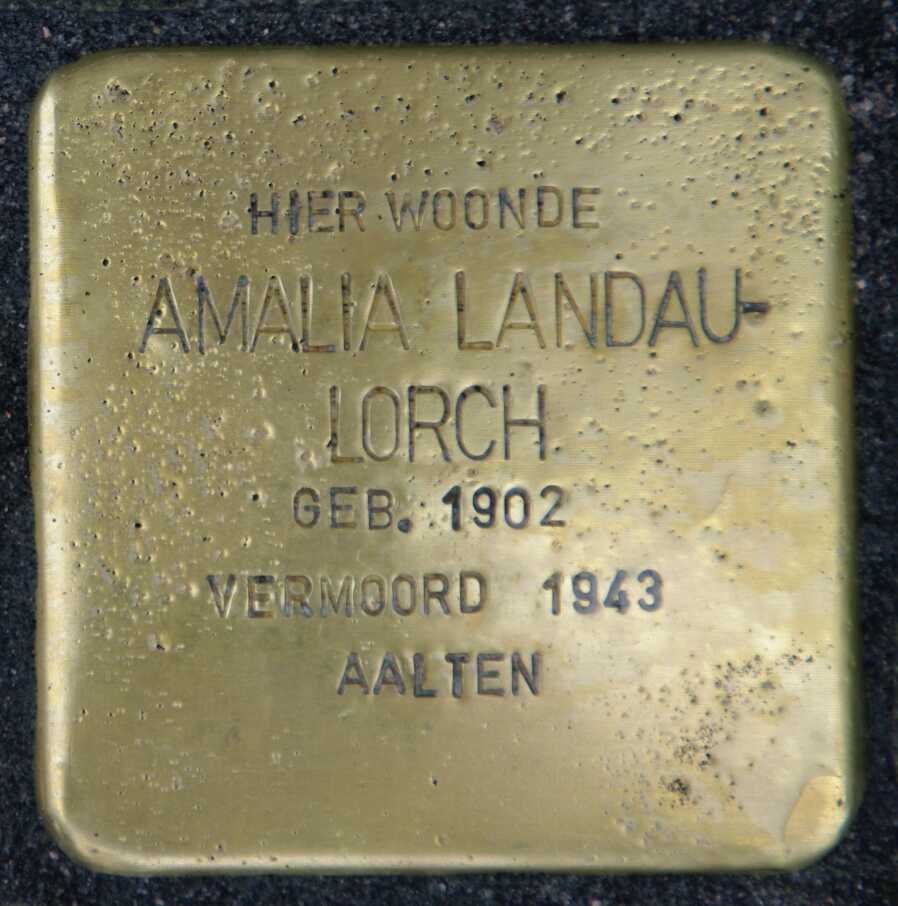 HIER WOONDE
AMALIA LANDAU-
LORCH
GEB. 1902
VERMOORD 1943
AALTEN